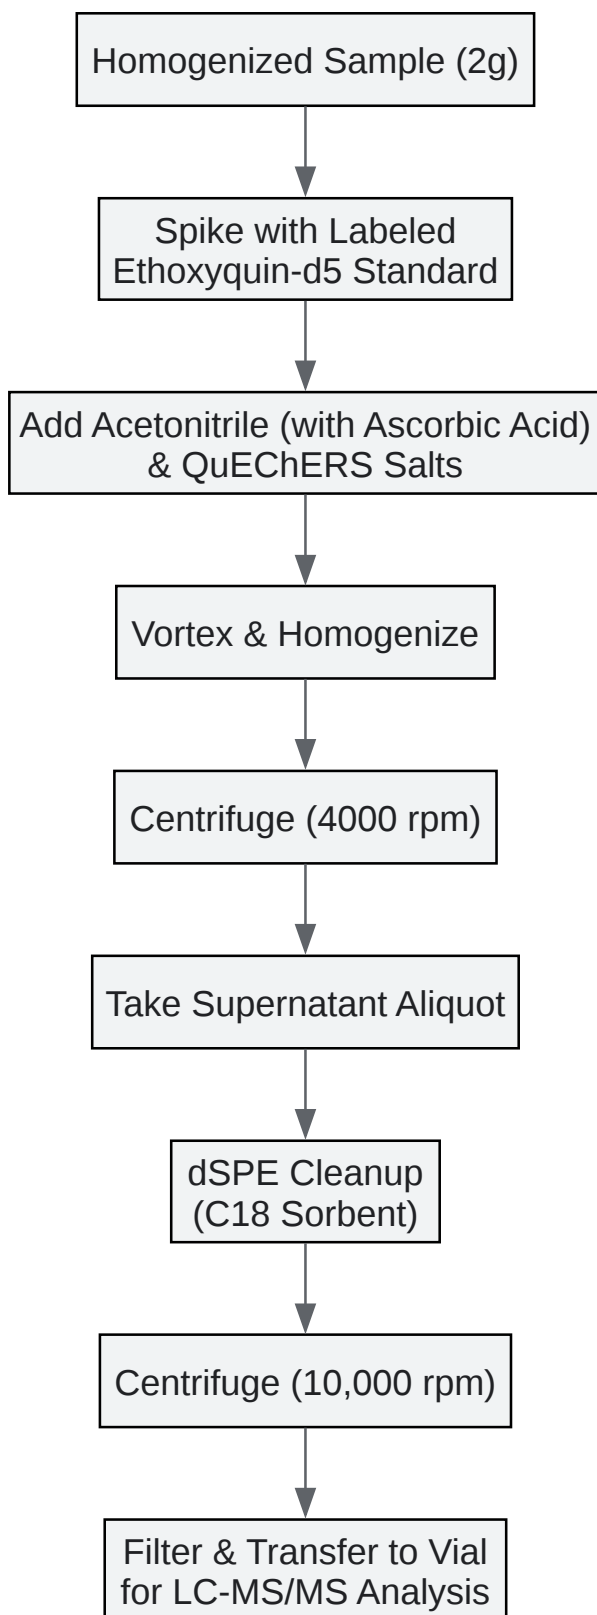 Homogenized Sample (2g)
Spike with Labeled
Ethoxyquin-d5 Standard
Add Acetonitrile (with Ascorbic Acid)
& QuEChERS Salts
Vortex & Homogenize
Centrifuge (4000 rpm)
Take Supernatant Aliquot
dSPE Cleanup
(C18 Sorbent)
Centrifuge (10,000 rpm)
Filter & Transfer to Vial
for LC-MS/MS Analysis